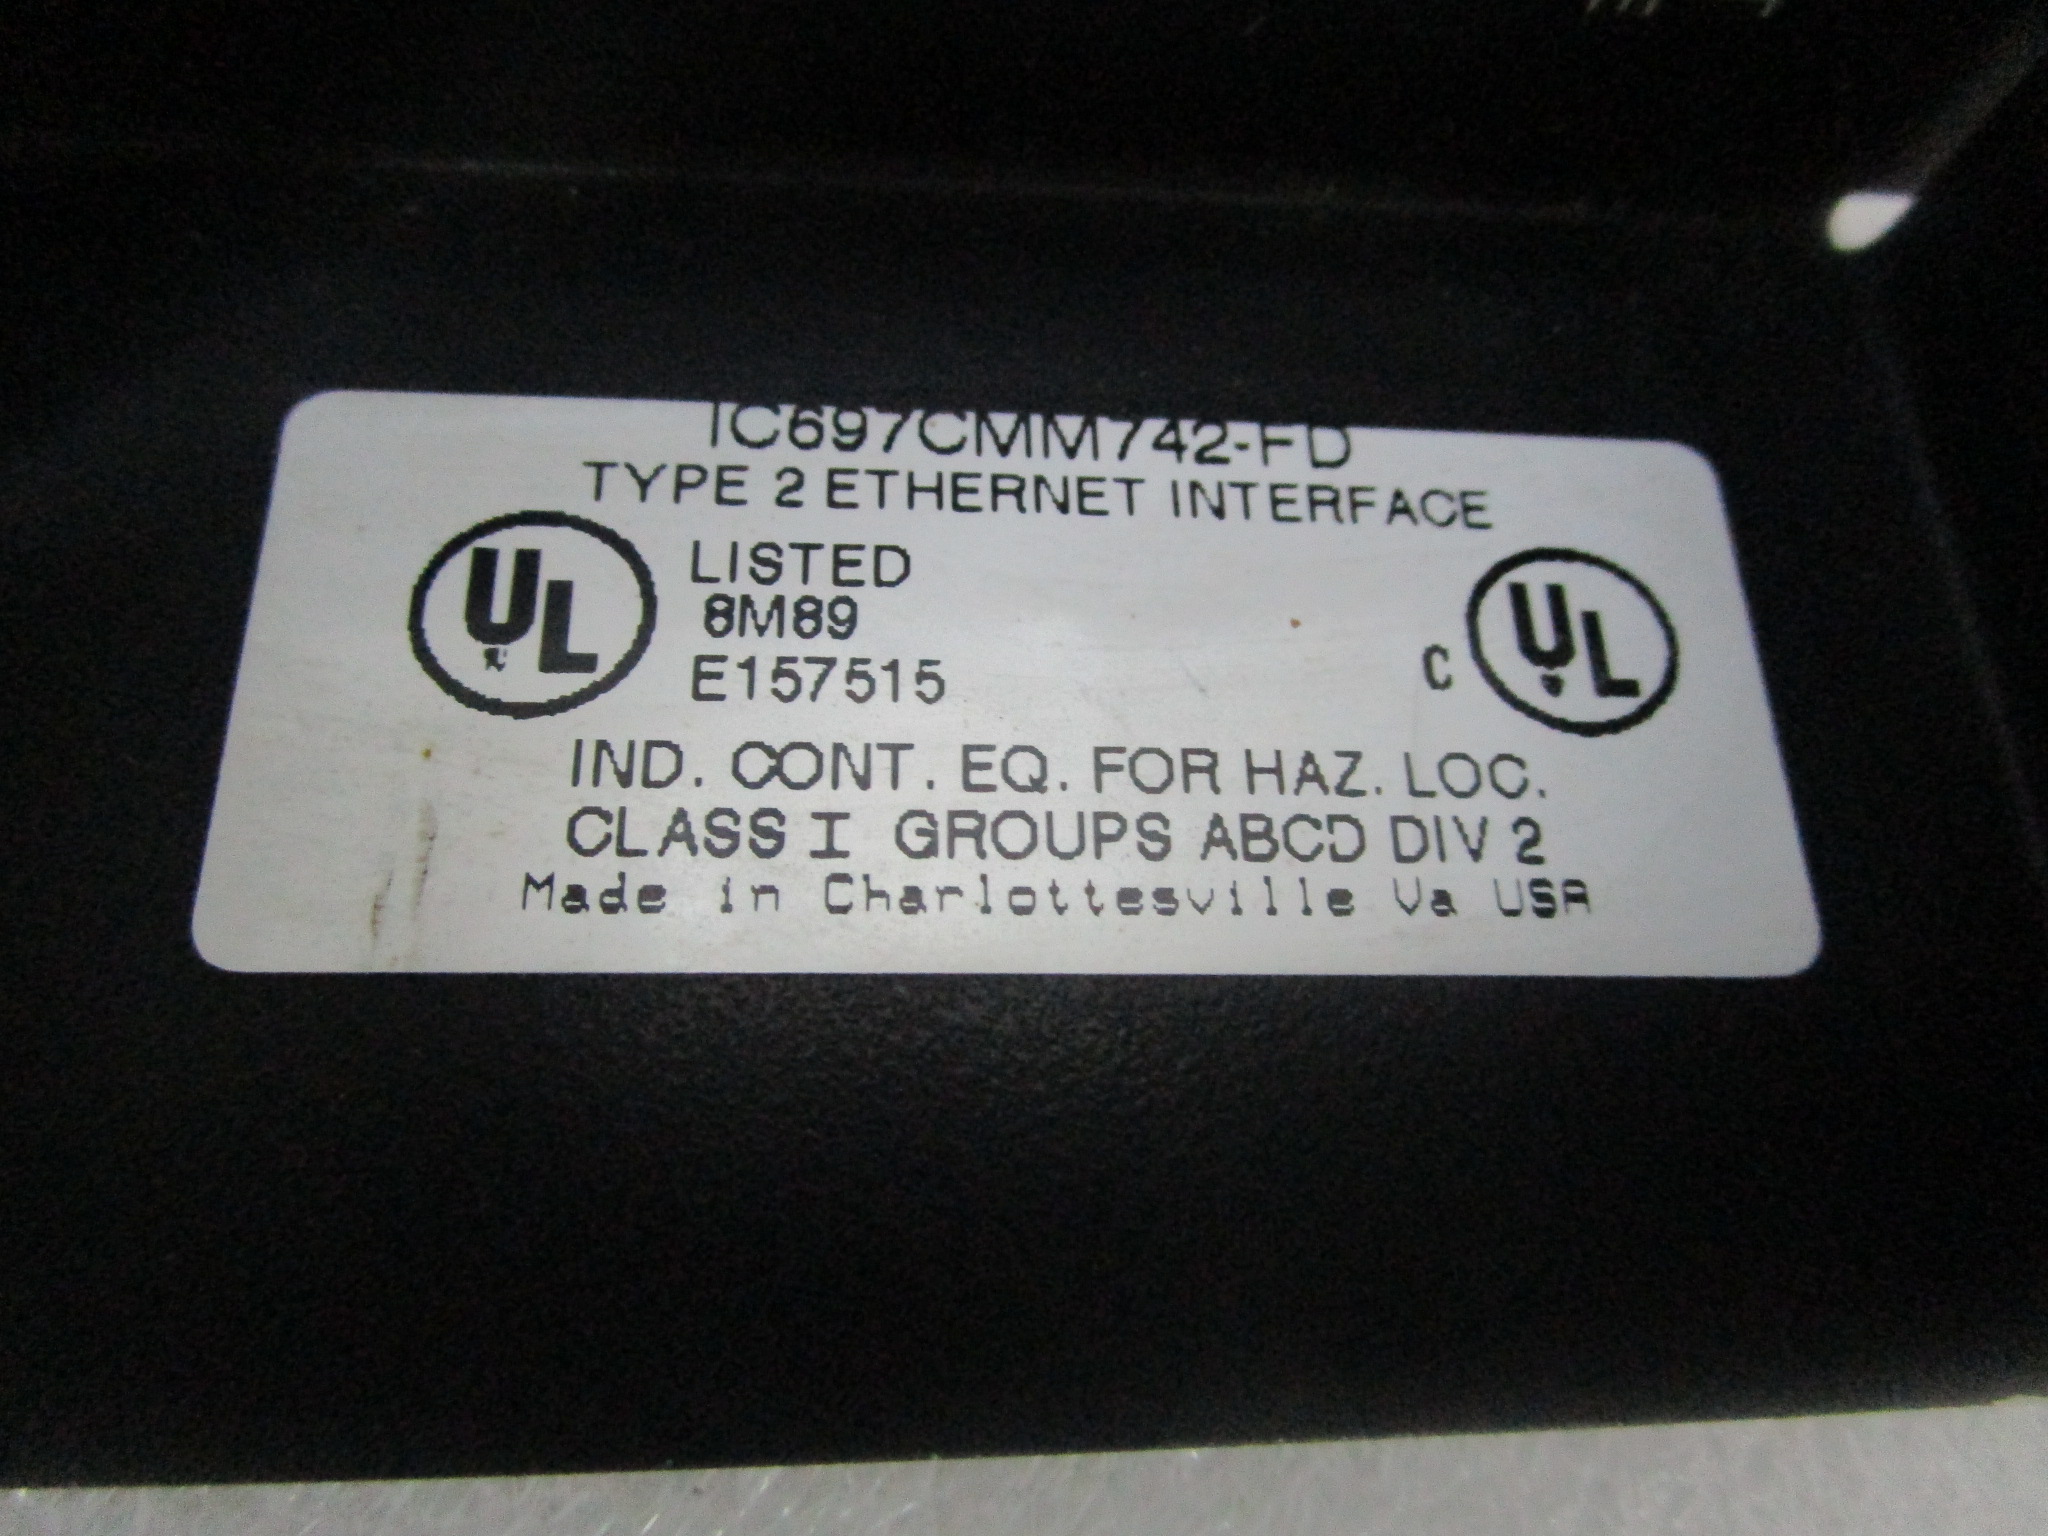 IC697CMM742-FD
TYPE 2 ETHERNET INTERFACE
UL
LISTED
8M89
E157515
C UL
IND. CONT. EQ. FOR HAZ. LOC.
CLASS I GROUPS ABCD DIV 2
Made in Charlottesville Va USA